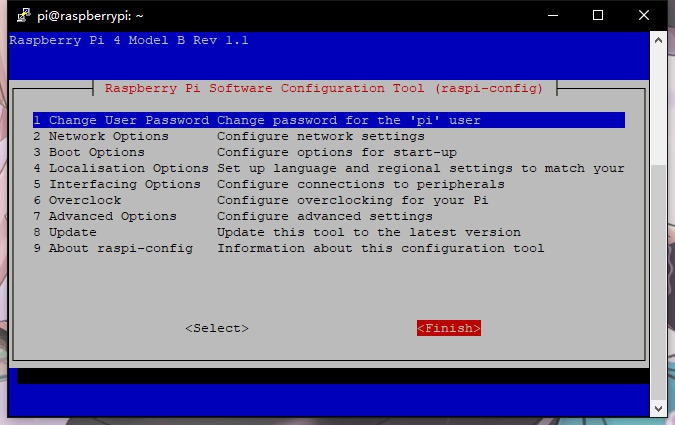 pi@raspberrypi: ~
Raspberry Pi 4 Model B Rev 1.1
Raspberry Pi Software Configuration Tool (raspi-config)
1 Change User Password Change password for the 'pi' user
2 Network Options Configure network settings
3 Boot Options Configure options for start-up
4 Localisation Options Set up language and regional settings to match your
5 Interfacing Options Configure connections to peripherals
6 Overclock Configure overclocking for your Pi
7 Advanced Options Configure advanced settings
8 Update Update this tool to the latest version
9 About raspi-config Information about this configuration tool
<Select> <Finish>